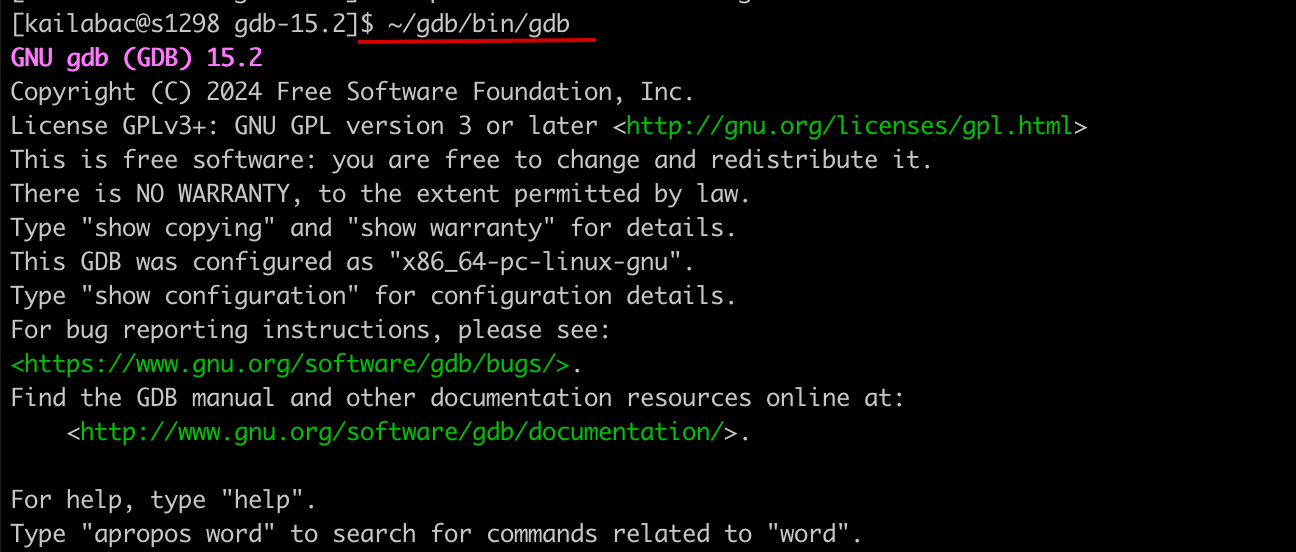 [kailabac@s1298 gdb-15.2]$ ~/gdb/bin/gdb
GNU gdb (GDB) 15.2
Copyright (C) 2024 Free Software Foundation, Inc.
License GPLv3+: GNU GPL version 3 or later <http://gnu.org/licenses/gpl.html>
This is free software: you are free to change and redistribute it.
There is NO WARRANTY, to the extent permitted by law.
Type "show copying" and "show warranty" for details.
This GDB was configured as "x86_64-pc-linux-gnu".
Type "show configuration" for configuration details.
For bug reporting instructions, please see:
<https://www.gnu.org/software/gdb/bugs/>.
Find the GDB manual and other documentation resources online at:
    <http://www.gnu.org/software/gdb/documentation/>.
For help, type "help".
Type "apropos word" to search for commands related to "word".